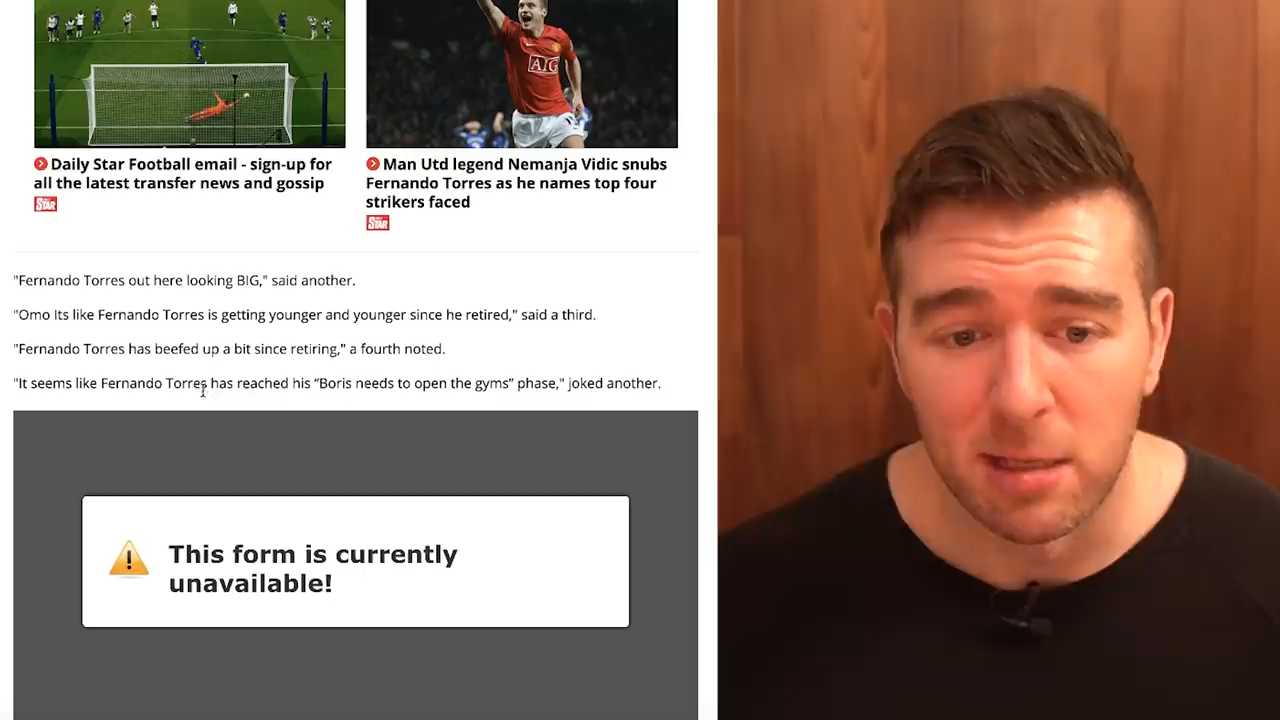 AIG
Daily Star Football email - sign-up for
all the latest transfer news and gossip
STAR
Man Utd legend Nemanja Vidic snubs
Fernando Torres as he names top four
strikers faced
STAR
"Fernando Torres out here looking BIG," said another.
"Omo Its like Fernando Torres is getting younger and younger since he retired," said a third.
"Fernando Torres has beefed up a bit since retiring," a fourth noted.
"It seems like Fernando Torres has reached his “Boris needs to open the gyms” phase," joked another.
This form is currently
unavailable!